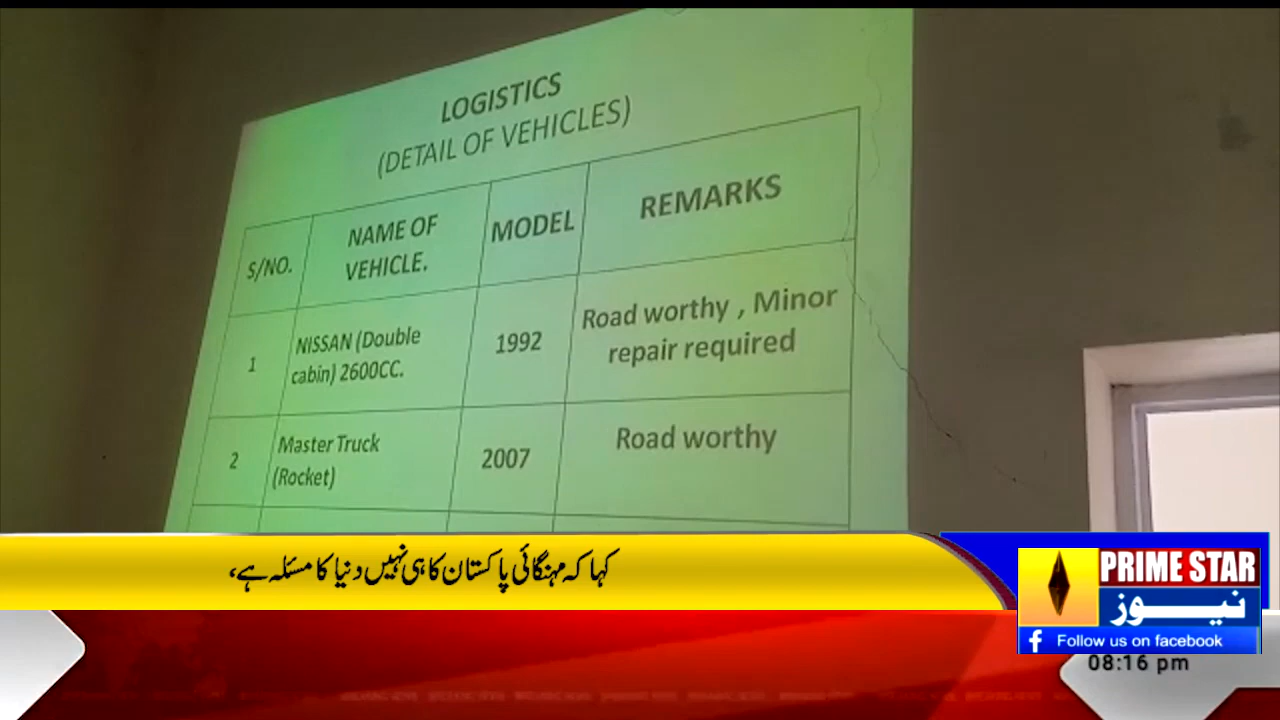 LOGISTICS
(DETAIL OF VEHICLES)
S/NO.
NAME OF
VEHICLE.
MODEL
REMARKS
1
NISSAN (Double
cabin) 2600CC.
1992
Road worthy , Minor
repair required
2
Master Truck
(Rocket)
2007
Road worthy
کہا کہ مہنگائی پاکستان کا ہی نہیں دنیا کا مسئلہ ہے،
PRIME STAR
نیوز
f Follow us on facebook
08:16 pm